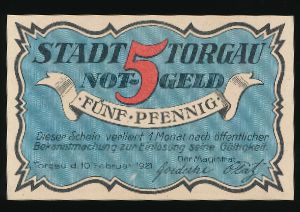 STADT 5 TORGAU
NOT- GELD
· FÜNF · PFENNIG ·
Dieser Schein verliert 1 Monat nach öffentlicher
Bekanntmachung zur Einlösung seine Gültigkeit.
Torgau d. 10. Februar 1921.
Der Magistrat.